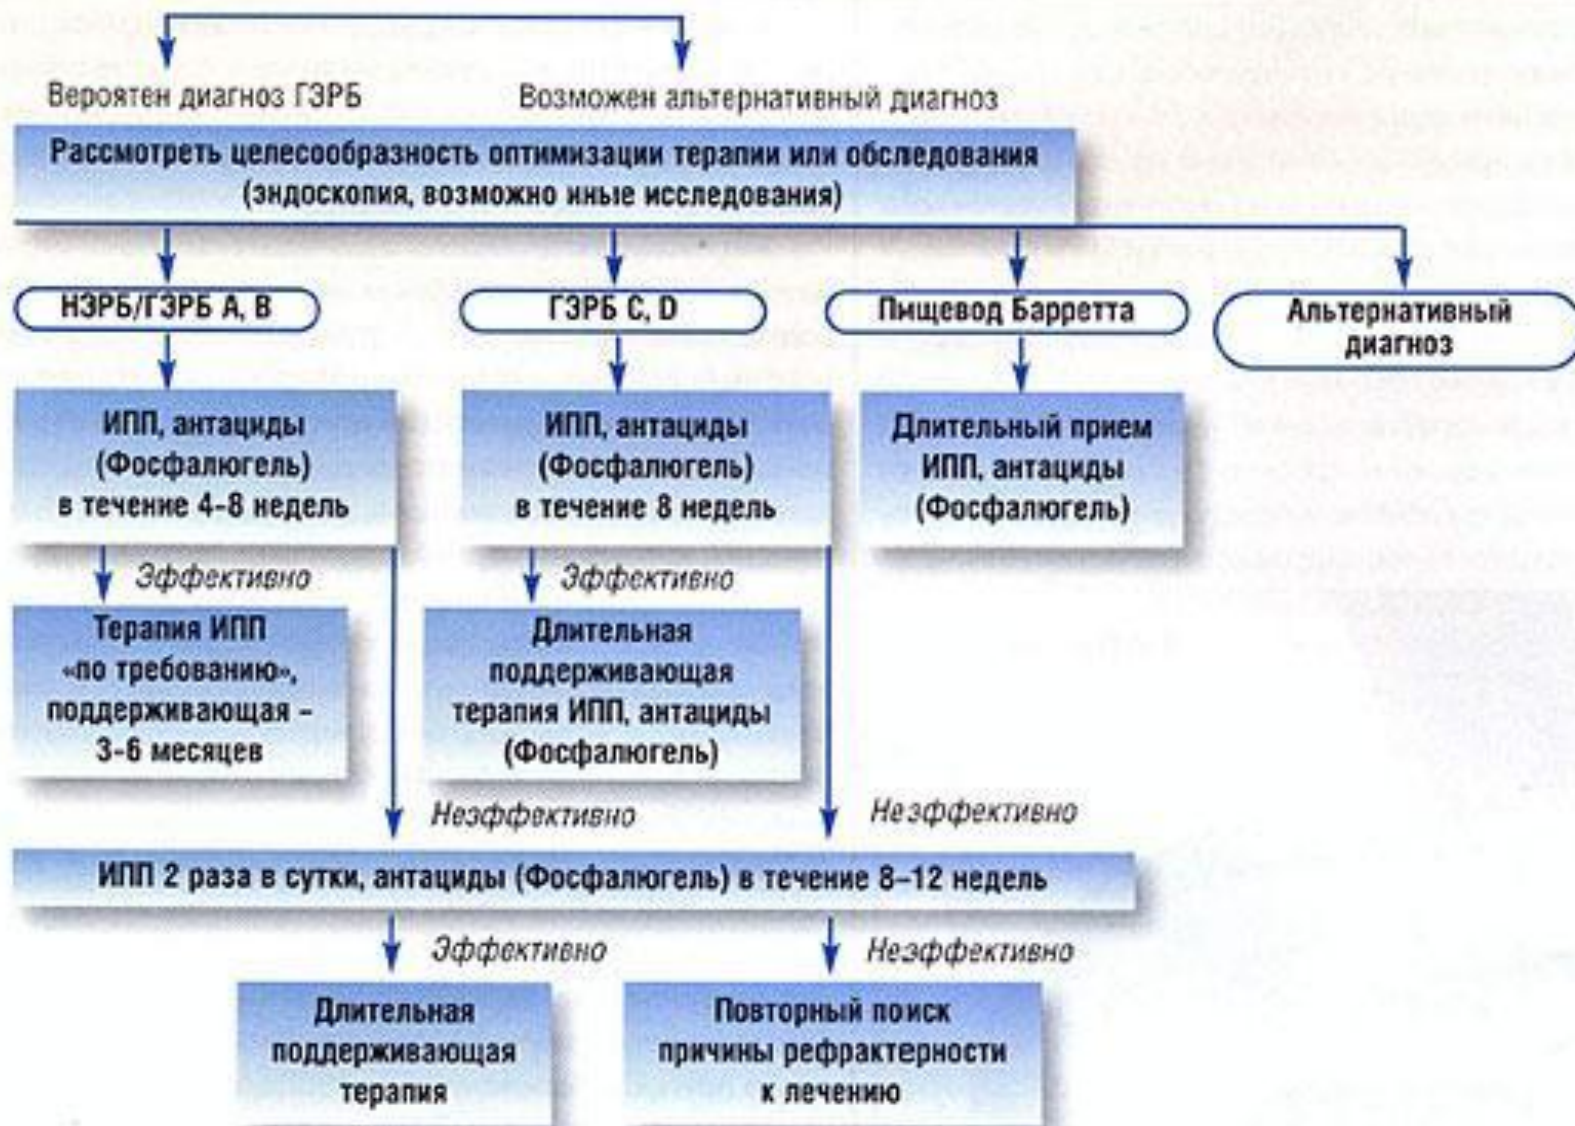 Вероятен диагноз ГЭРБ
Возможен альтернативный диагноз
Рассмотреть целесообразность оптимизации терапии или обследования
(эндоскопия, возможно иные исследования)
НЭРБ/ГЭРБ А, В
ГЭРБ С, D
Пищевод Барретта
Альтернативный
диагноз
ИПП, антациды
(Фосфалюгель)
в течение 4-8 недель
ИПП, антациды
(Фосфалюгель)
в течение 8 недель
Длительный прием
ИПП, антациды
(Фосфалюгель)
Эффективно
Эффективно
Терапия ИПП
«по требованию»,
поддерживающая –
3-6 месяцев
Длительная
поддерживающая
терапия ИПП, антациды
(Фосфалюгель)
Неэффективно
Неэффективно
ИПП 2 раза в сутки, антациды (Фосфалюгель) в течение 8–12 недель
Эффективно
Неэффективно
Длительная
поддерживающая
терапия
Повторный поиск
причины рефрактерности
к лечению